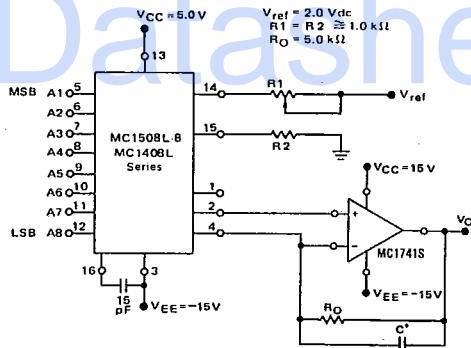 Datashe
VCC = 5.0 V
Vref = 2.0 Vdc
R1 = R2 ≅ 1.0 kΩ
RO = 5.0 kΩ
13
MSB A1 5
A2 6
A3 7
A4 8
A5 9
A6 10
A7 11
LSB A8 12
MC1508L-8
MC1408L
Series
14
R1
Vref
15
R2
1
2
4
VCC = 15 V
+
−
MC1741S
VO
VEE = −15V
16
3
15
pF
VEE = −15V
RO
C*